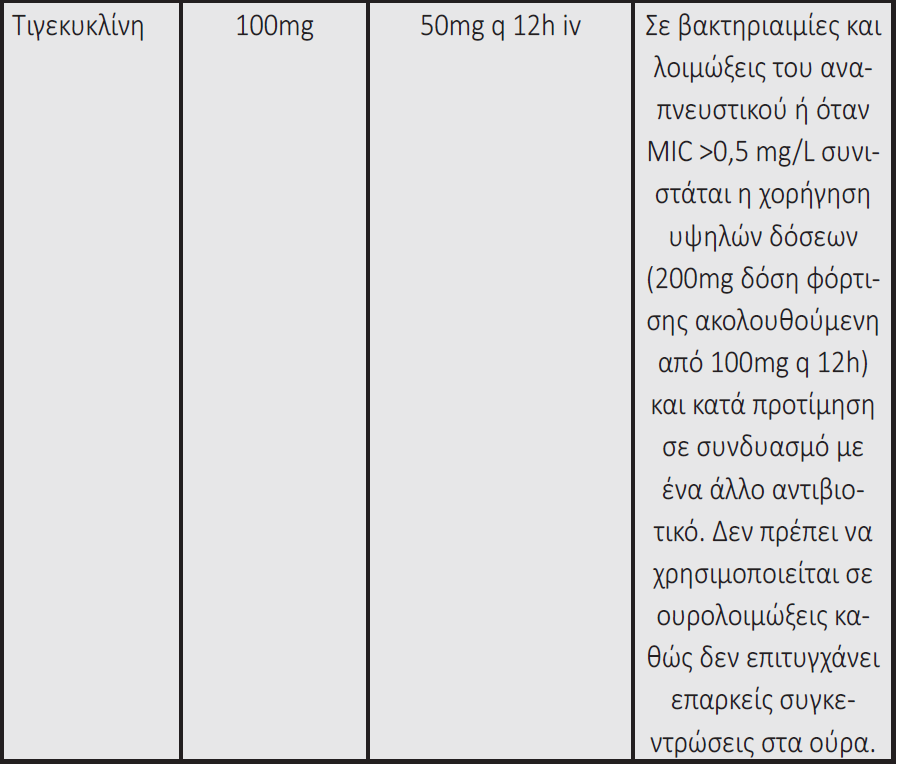 Τιγεκυκλίνη
100mg
50mg q 12h iv
Σε βακτηριαιμίες και
λοιμώξεις του ανα-
πνευστικού ή όταν
MIC >0,5 mg/L συνι-
στάται η χορήγηση
υψηλών δόσεων
(200mg δόση φόρτι-
σης ακολουθούμενη
από 100mg q 12h)
και κατά προτίμηση
σε συνδυασμό με
ένα άλλο αντιβιο-
τικό. Δεν πρέπει να
χρησιμοποιείται σε
ουρολοιμώξεις κα-
θώς δεν επιτυγχάνει
επαρκείς συγκε-
ντρώσεις στα ούρα.